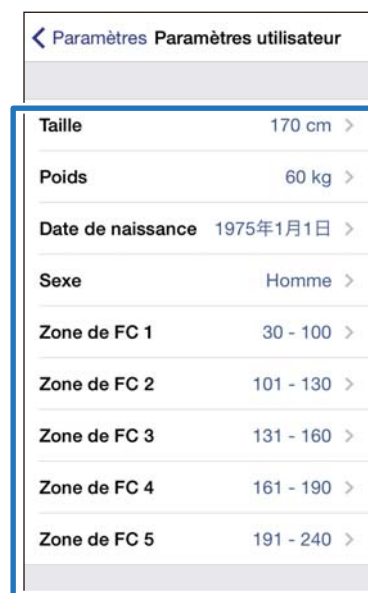 Paramètres Paramètres utilisateur
Taille 170 cm
Poids 60 kg
Date de naissance 1975年1月1日
Sexe Homme
Zone de FC 1 30 - 100
Zone de FC 2 101 - 130
Zone de FC 3 131 - 160
Zone de FC 4 161 - 190
Zone de FC 5 191 - 240